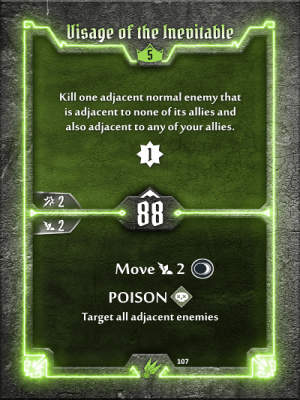 Visage of the Inevitable
5
Kill one adjacent normal enemy that
is adjacent to none of its allies and
also adjacent to any of your allies.
1
2
88
2
Move 2
POISON
Target all adjacent enemies
107